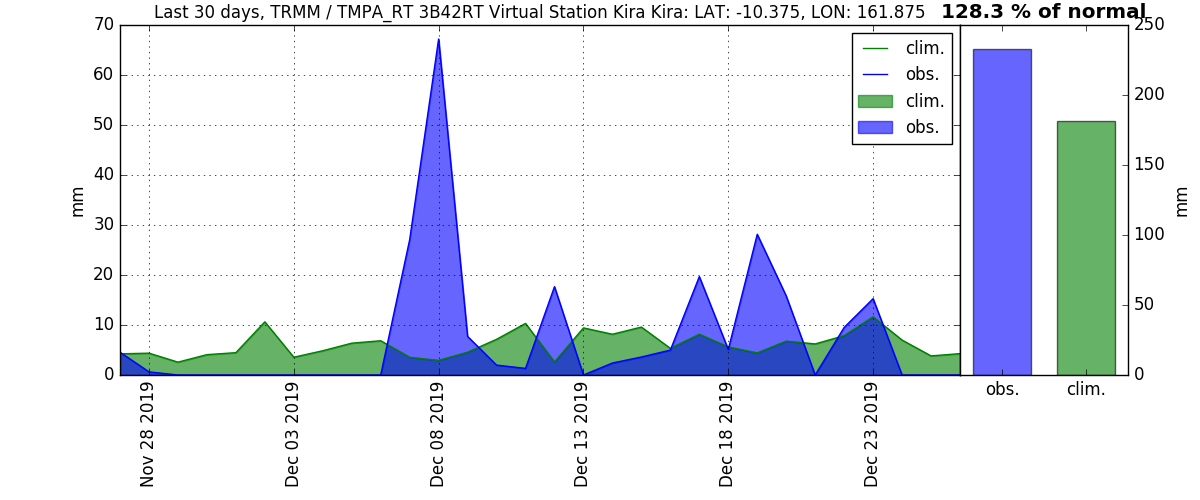 Last 30 days, TRMM / TMPA_RT 3B42RT Virtual Station Kira Kira: LAT: -10.375, LON: 161.875
128.3 % of normal
70
60
50
40
30
20
10
0
mm
clim.
obs.
clim.
obs.
Nov 28 2019
Dec 03 2019
Dec 08 2019
Dec 13 2019
Dec 18 2019
Dec 23 2019
250
200
150
100
50
0
mm
obs.
clim.